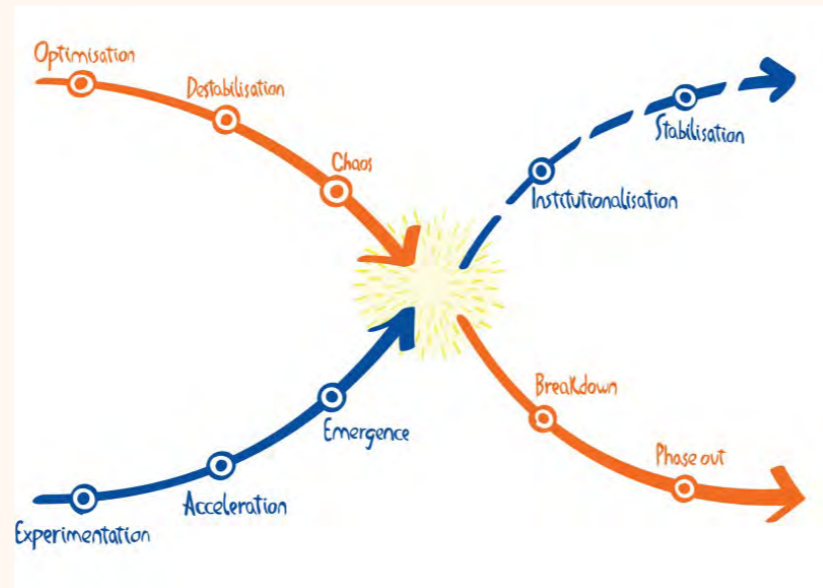 Optimisation
Destabilisation
Chaos
Stabilisation
Institutionalisation
Breakdown
Emergence
Phase out
Acceleration
Experimentation